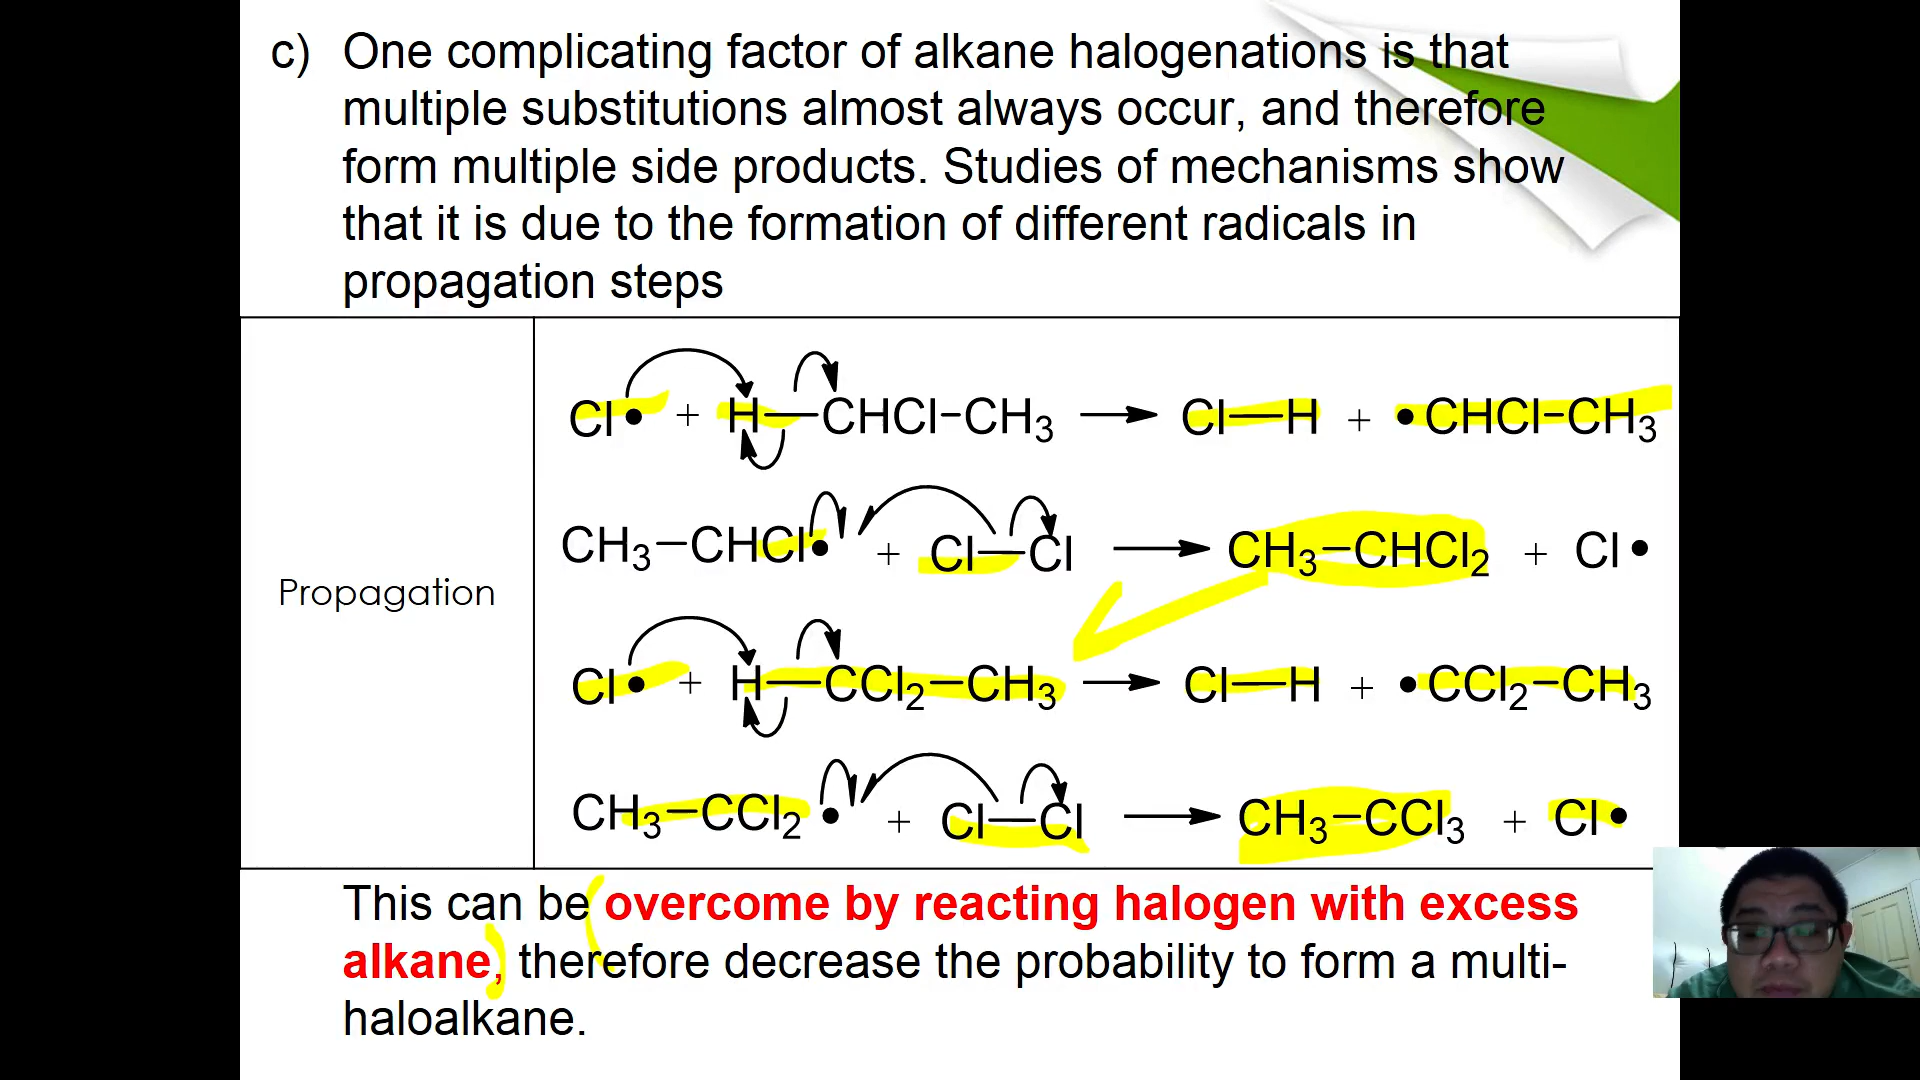 c) One complicating factor of alkane halogenations is that
multiple substitutions almost always occur, and therefore
form multiple side products. Studies of mechanisms show
that it is due to the formation of different radicals in
propagation steps
Propagation
Cl• + H—CHCl–CH₃ → Cl—H + •CHCl–CH₃
CH₃–CHCl• + Cl—Cl → CH₃–CHCl₂ + Cl•
Cl• + H—CCl₂–CH₃ → Cl—H + •CCl₂–CH₃
CH₃–CCl₂• + Cl—Cl → CH₃–CCl₃ + Cl•
This can be overcome by reacting halogen with excess
alkane, therefore decrease the probability to form a multi-
haloalkane.